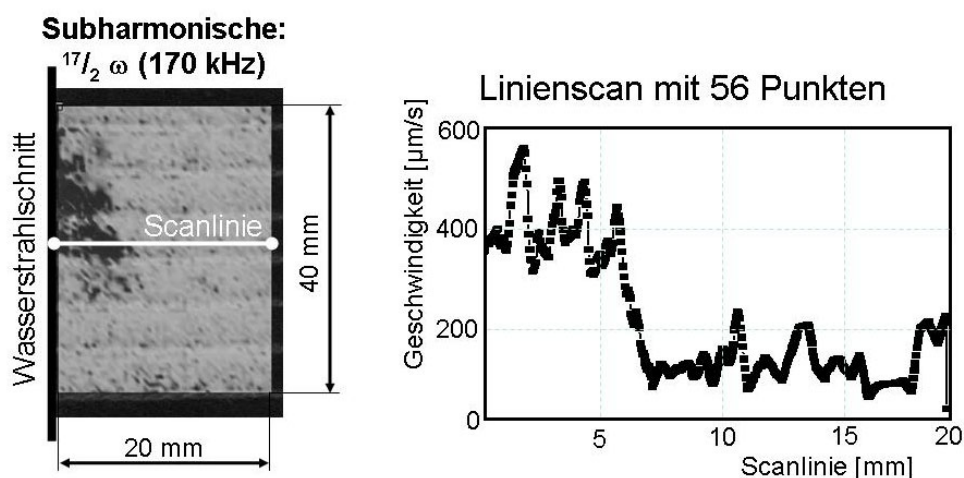 Subharmonische:
17/2 ω (170 kHz)
Wasserstrahlschnitt
Scanlinie
40 mm
20 mm
Linienscan mit 56 Punkten
Geschwindigkeit [µm/s]
600
400
200
0
5
10
15
20
Scanlinie [mm]